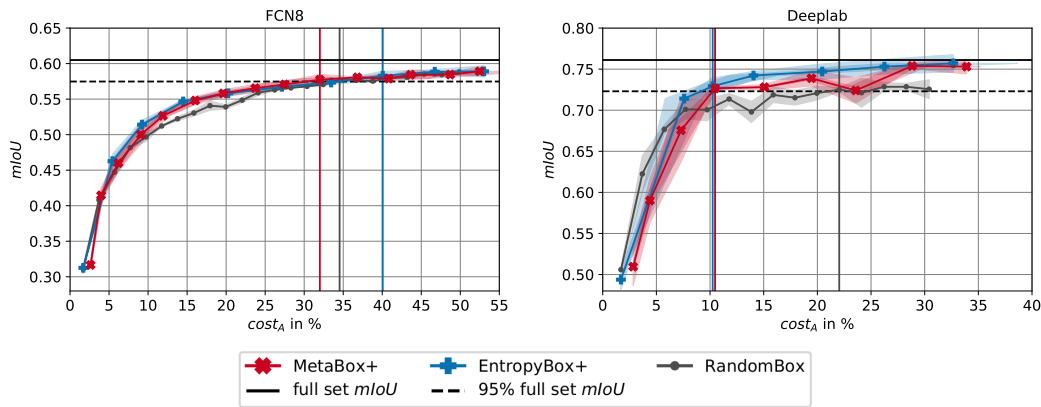 FCN8
0.65
0.60
0.55
0.50
0.45
0.40
0.35
0.30
mIoU
0 5 10 15 20 25 30 35 40 45 50 55
cost_A in %
Deeplab
0.80
0.75
0.70
0.65
0.60
0.55
0.50
mIoU
0 5 10 15 20 25 30 35 40
cost_A in %
MetaBox+ EntropyBox+ RandomBox
full set mIoU 95% full set mIoU